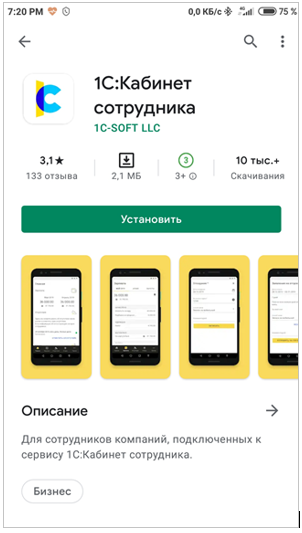 7:20 PM 0,0 КБ/с 4G 75 %
1С:Кабинет
сотрудника
1C-SOFT LLC
3,1★
133 отзыва
2,1 МБ
3
3+
10 тыс.+
Скачивания
Установить
Описание
Для сотрудников компаний, подключенных к
сервису 1С:Кабинет сотрудника.
Бизнес